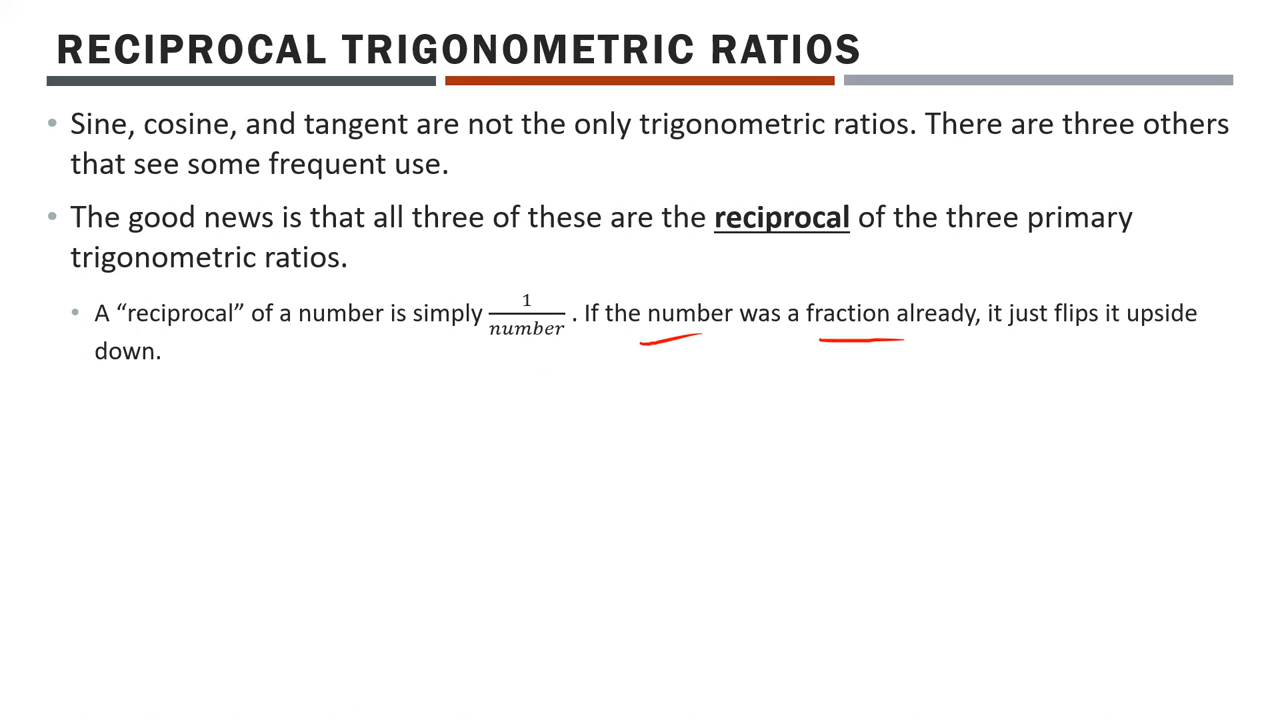 RECIPROCAL TRIGONOMETRIC RATIOS
• Sine, cosine, and tangent are not the only trigonometric ratios. There are three others
that see some frequent use.
• The good news is that all three of these are the reciprocal of the three primary
trigonometric ratios.
• A “reciprocal” of a number is simply 1/number . If the number was a fraction already, it just flips it upside
down.